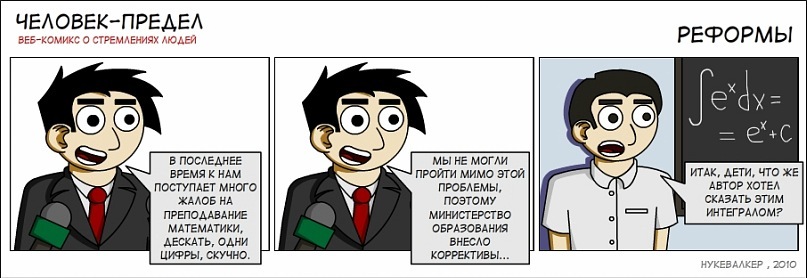 ЧЕЛОВЕК-ПРЕДЕЛ
ВЕБ-КОМИКС О СТРЕМЛЕНИЯХ ЛЮДЕЙ
РЕФОРМЫ
В ПОСЛЕДНЕЕ
ВРЕМЯ К НАМ
ПОСТУПАЕТ МНОГО
ЖАЛОБ НА
ПРЕПОДАВАНИЕ
МАТЕМАТИКИ,
ДЕСКАТЬ, ОДНИ
ЦИФРЫ, СКУЧНО.
МЫ НЕ МОГЛИ
ПРОЙТИ МИМО ЭТОЙ
ПРОБЛЕМЫ,
ПОЭТОМУ
МИНИСТЕРСТВО
ОБРАЗОВАНИЯ
ВНЕСЛО
КОРРЕКТИВЫ...
∫eˣdx=
= eˣ+c
ИТАК, ДЕТИ, ЧТО ЖЕ
АВТОР ХОТЕЛ
СКАЗАТЬ ЭТИМ
ИНТЕГРАЛОМ?
НУКЕВАЛКЕР , 2010